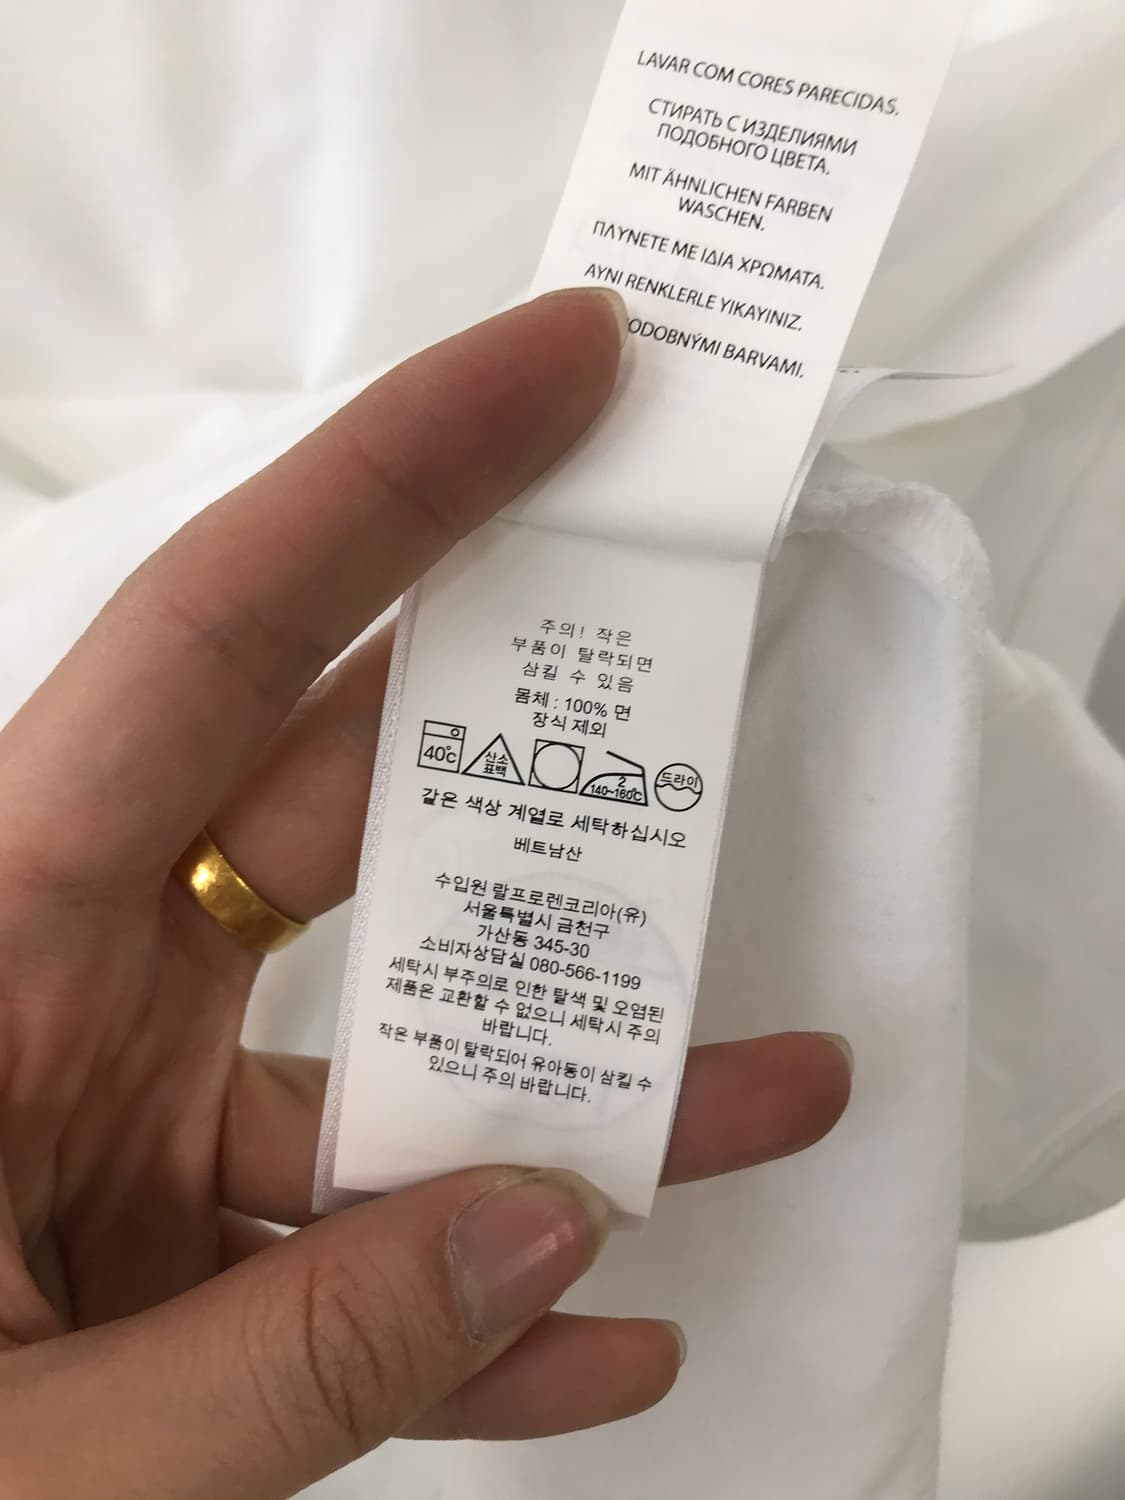 LAVAR COM CORES PARECIDAS.
СТИРАТЬ С ИЗДЕЛИЯМИ
ПОДОБНОГО ЦВЕТА.
MIT ÄHNLICHEN FARBEN
WASCHEN.
ΠΛΥΝΕΤΕ ΜΕ ΙΔΙΑ ΧΡΩΜΑΤΑ.
AYNI RENKLERLE YIKAYINIZ.
BARVAMI.
주의! 작은
부품이 탈락되면
삼킬 수 있음
몸체 : 100% 면
장식 제외
40℃
산소
표백
2
140~160℃
드라이
같은 색상 계열로 세탁하십시오
베트남산
수입원 랄프로렌코리아(유)
서울특별시 금천구
가산동 345-30
소비자상담실 080-566-1199
세탁시 부주의로 인한 탈색 및 오염된
제품은 교환할 수 없으니 세탁시 주의
바랍니다.
작은 부품이 탈락되어 유아동이 삼킬 수
있으니 주의 바랍니다.